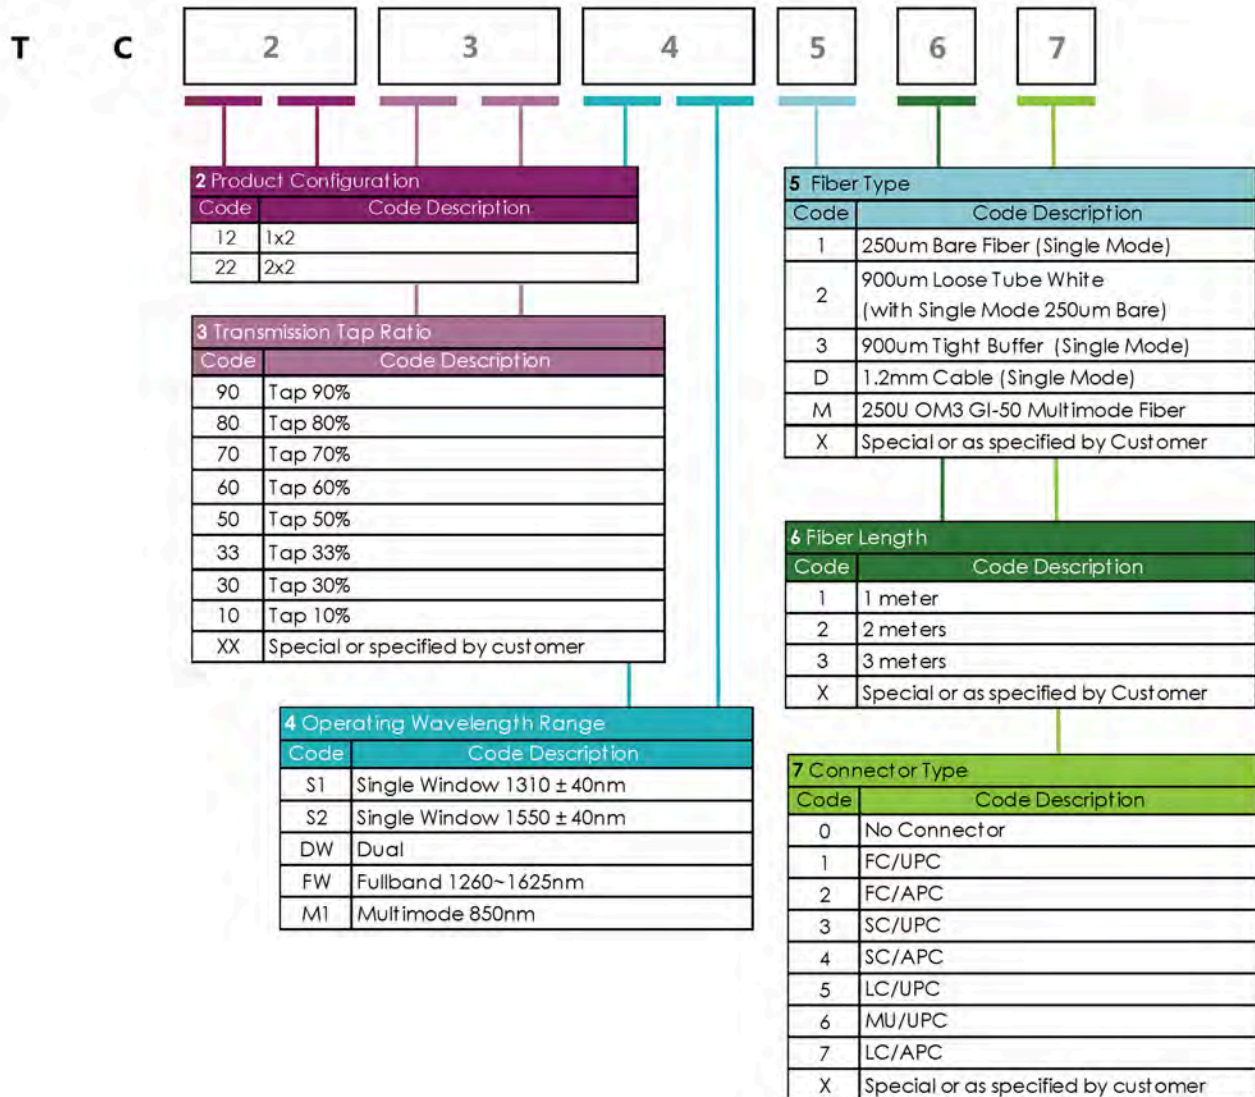 T C 2 3 4 5 6 7
2 Product Configuration
Code Code Description
12 1x2
22 2x2
3 Transmission Tap Ratio
Code Code Description
90 Tap 90%
80 Tap 80%
70 Tap 70%
60 Tap 60%
50 Tap 50%
33 Tap 33%
30 Tap 30%
10 Tap 10%
XX Special or specified by customer
4 Operating Wavelength Range
Code Code Description
S1 Single Window 1310 ± 40nm
S2 Single Window 1550 ± 40nm
DW Dual
FW Fullband 1260~1625nm
M1 Multimode 850nm
5 Fiber Type
Code Code Description
1 250um Bare Fiber (Single Mode)
2 900um Loose Tube White
(with Single Mode 250um Bare)
3 900um Tight Buffer (Single Mode)
D 1.2mm Cable (Single Mode)
M 250U OM3 GI-50 Multimode Fiber
X Special or as specified by Customer
6 Fiber Length
Code Code Description
1 1 meter
2 2 meters
3 3 meters
X Special or as specified by Customer
7 Connector Type
Code Code Description
0 No Connector
1 FC/UPC
2 FC/APC
3 SC/UPC
4 SC/APC
5 LC/UPC
6 MU/UPC
7 LC/APC
X Special or as specified by customer